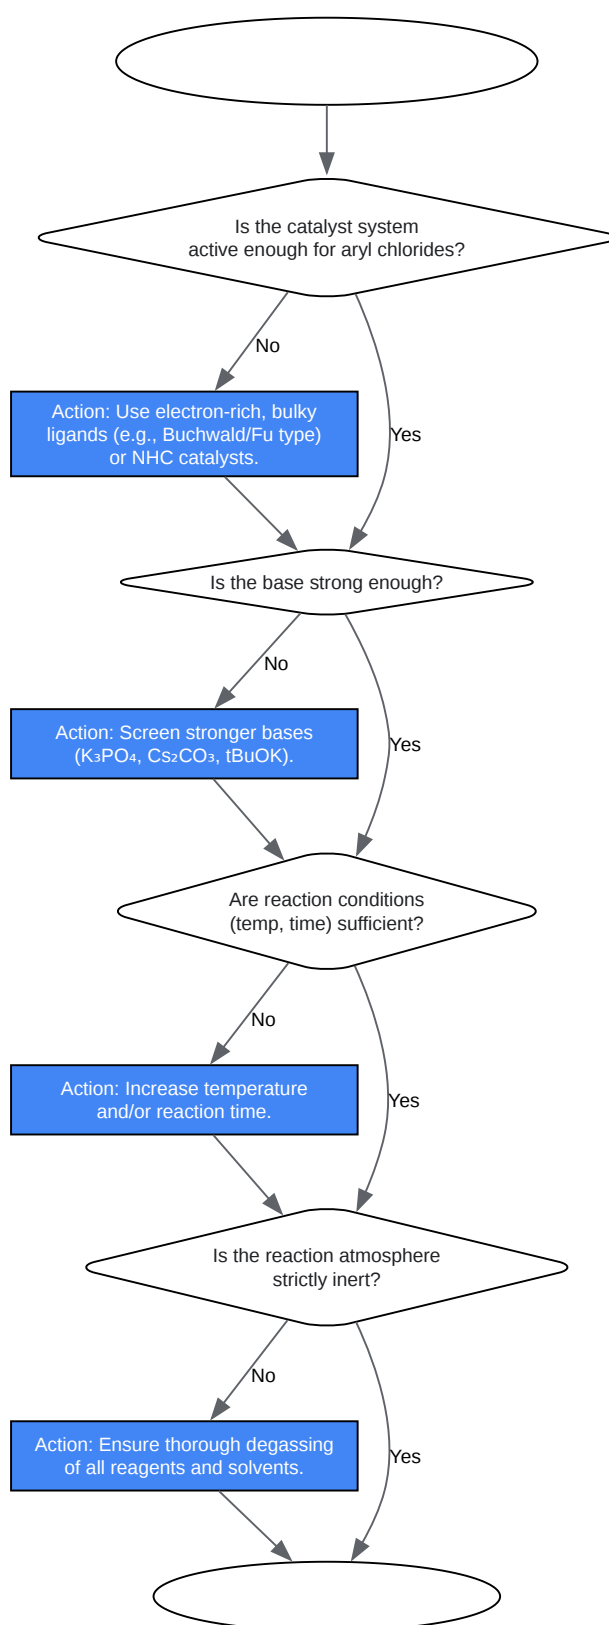 Is the catalyst system
active enough for aryl chlorides?
No
Action: Use electron-rich, bulky
ligands (e.g., Buchwald/Fu type)
or NHC catalysts.
Yes
Is the base strong enough?
No
Action: Screen stronger bases
(K₃PO₄, Cs₂CO₃, tBuOK).
Yes
Are reaction conditions
(temp, time) sufficient?
No
Action: Increase temperature
and/or reaction time.
Yes
Is the reaction atmosphere
strictly inert?
No
Action: Ensure thorough degassing
of all reagents and solvents.
Yes